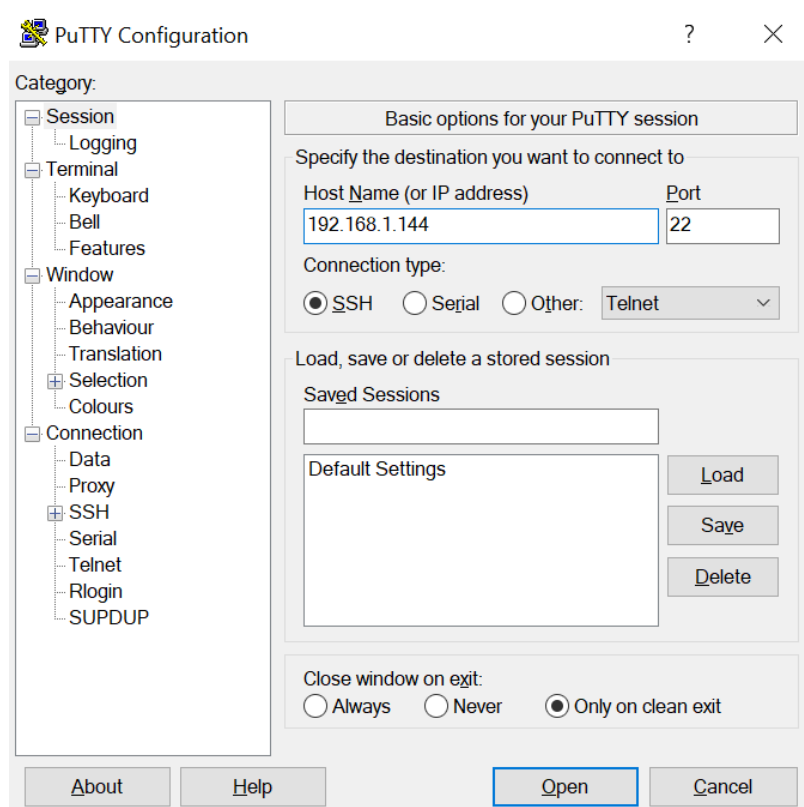 PuTTY Configuration
?
Category:
Session
Logging
Terminal
Keyboard
Bell
Features
Window
Appearance
Behaviour
Translation
Selection
Colours
Connection
Data
Proxy
SSH
Serial
Telnet
Rlogin
SUPDUP
Basic options for your PuTTY session
Specify the destination you want to connect to
Host Name (or IP address) Port
192.168.1.144 22
Connection type:
SSH Serial Other: Telnet
Load, save or delete a stored session
Saved Sessions
Default Settings
Load
Save
Delete
Close window on exit:
Always Never Only on clean exit
About Help Open Cancel